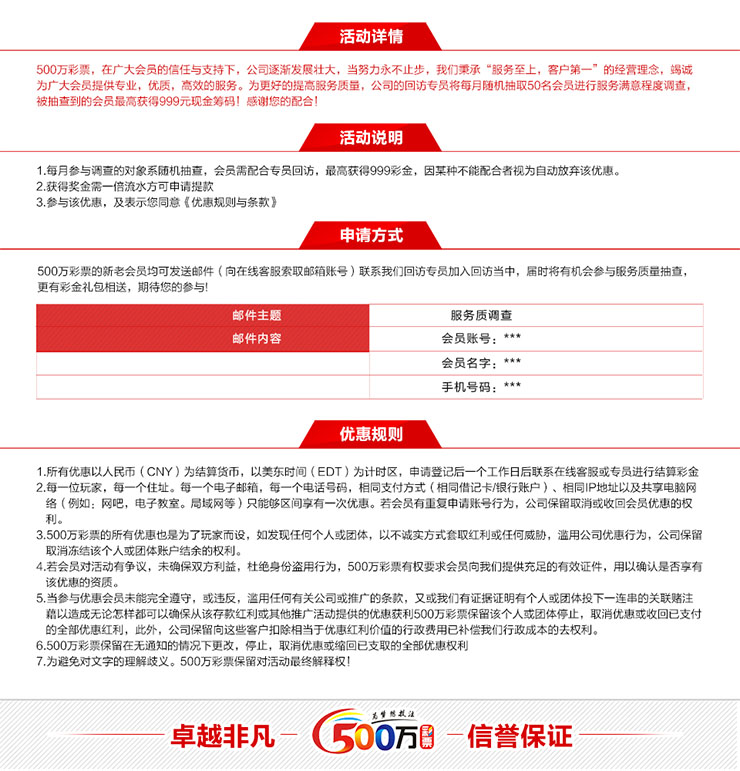 活动详情
500万彩票，在广大会员的信任与支持下，公司逐渐发展壮大，当努力永不止步，我们秉承“服务至上，客户第一”的经营理念，竭诚
为广大会员提供专业，优质，高效的服务。为更好的提高服务质量，公司的回访专员将每月随机抽取50名会员进行服务满意程度调查，
被抽查到的会员最高获得999元现金筹码！感谢您的配合！
活动说明
1.每月参与调查的对象系随机抽查，会员需配合专员回访，最高获得999彩金，因某种不能配合者视为自动放弃该优惠。
2.获得奖金需一倍流水方可申请提款
3.参与该优惠，及表示您同意《优惠规则与条款》
申请方式
500万彩票的新老会员均可发送邮件（向在线客服索取邮箱账号）联系我们回访专员加入回访当中，届时将有机会参与服务质量抽查，
更有彩金礼包相送，期待您的参与!
邮件主题 服务质调查
邮件内容 会员账号：***
会员名字：***
手机号码：***
优惠规则
1.所有优惠以人民币（CNY）为结算货币，以美东时间（EDT）为计时区，申请登记后一个工作日后联系在线客服或专员进行结算彩金
2.每一位玩家，每一个住址。每一个电子邮箱，每一个电话号码，相同支付方式（相同借记卡/银行账户）、相同IP地址以及共享电脑网
络（例如；网吧，电子教室。局域网等）只能够区间享有一次优惠。若会员有重复申请账号行为，公司保留取消或收回会员优惠的权
利。
3.500万彩票的所有优惠也是为了玩家而设，如发现任何个人或团体，以不诚实方式套取红利或任何威胁，滥用公司优惠行为，公司保留
取消冻结该个人或团体账户结余的权利。
4.若会员对活动有争议，未确保双方利益，杜绝身份盗用行为，500万彩票有权要求会员向我们提供充足的有效证件，用以确认是否享有
该优惠的资质。
5.当参与优惠会员未能完全遵守，或违反，滥用任何有关公司或推广的条款，又或我们有证据证明有个人或团体投下一连串的关联赌注
藉以造成无论怎样都可以确保从该存款红利或其他推广活动提供的优惠获利500万彩票保留该个人或团体停止，取消优惠或收回已支付
的全部优惠红利，此外，公司保留向这些客户扣除相当于优惠红利价值的行政费用已补偿我们行政成本的去权利。
6.500万彩票保留在无通知的情况下更改，停止，取消优惠或缩回已支取的全部优惠权利
7.为避免对文字的理解歧义。500万彩票保留对活动最终解释权！
卓越非凡 500万彩票 信誉保证